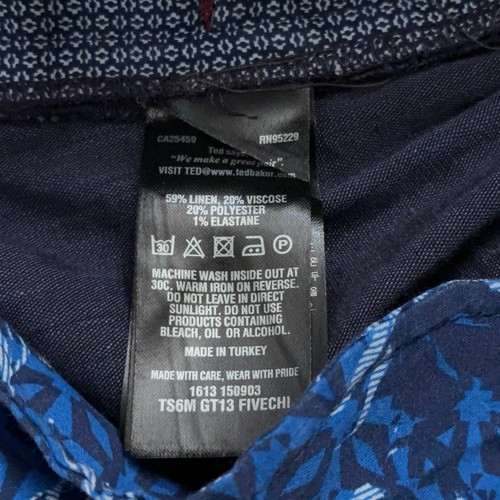 CA25459 RN95229
Ted says
"We make a great pair".
VISIT TED@www.tedbaker.com
59% LINEN, 20% VISCOSE
20% POLYESTER
1% ELASTANE
30 P
MACHINE WASH INSIDE OUT AT
30C. WARM IRON ON REVERSE.
DO NOT LEAVE IN DIRECT
SUNLIGHT. DO NOT USE
PRODUCTS CONTAINING
BLEACH, OIL OR ALCOHOL.
MADE IN TURKEY
MADE WITH CARE, WEAR WITH PRIDE
1613 150903
TS6M GT13 FIVECHI